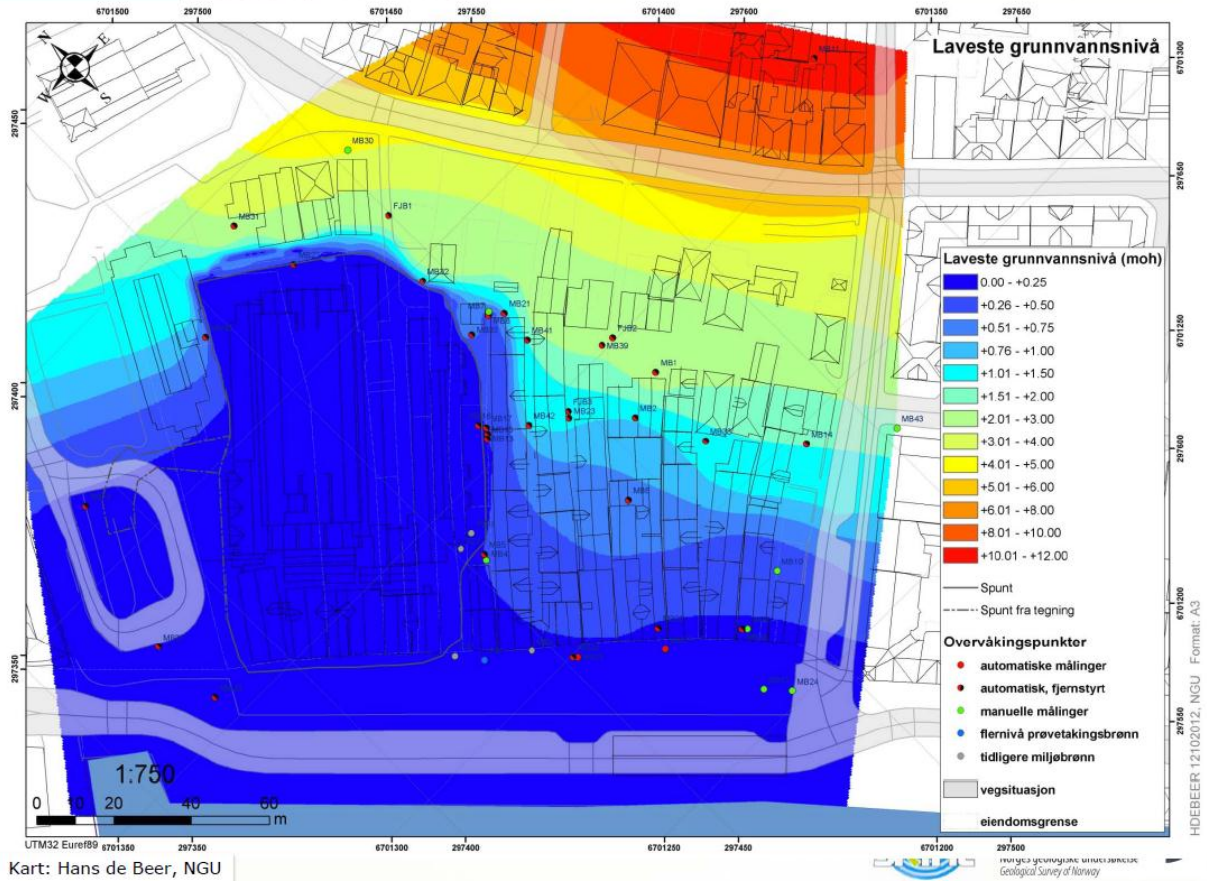 6701500
297500
6701450
297550
6701400
297600
6701350
297650
Laveste grunnvannsnivå
N
E
W
S
MB11
6701300
297450
MB30
297650
FJB1
MB31
Laveste grunnvannsnivå (moh)
0.00 - +0.25
+0.26 - +0.50
+0.51 - +0.75
+0.76 - +1.00
+1.01 - +1.50
+1.51 - +2.00
+2.01 - +3.00
+3.01 - +4.00
+4.01 - +5.00
+5.01 - +6.00
+6.01 - +8.00
+8.01 - +10.00
+10.01 - +12.00
Spunt
Spunt fra tegning
Overvåkingspunkter
automatiske målinger
automatisk, fjernstyrt
manuelle målinger
flernivå prøvetakingsbrønn
tidligere miljøbrønn
vegsituasjon
eiendomsgrense
MB32
MB21
MB41
FJB2
MB39
6701250
MB1
297400
FJB3
MB23
MB2
MB42
MB17
MB13
MB14
MB43
297600
MB5
MB4
MB10
6701200
297350
MB24
297550
1:750
0 10 20 40 60
m
UTM32 Euref89
6701350
297350
6701300
297400
6701250
297450
6701200
297500
HDEBEER 12102012, NGU Format: A3
Kart: Hans de Beer, NGU
Norges geologiske undersøkelse
Geological Survey of Norway